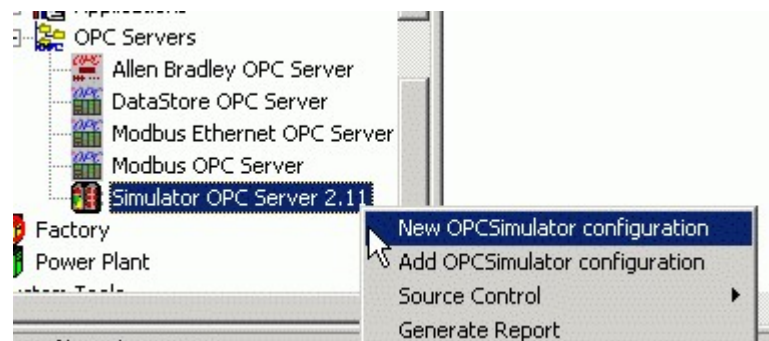 Applications
OPC Servers
Allen Bradley OPC Server
DataStore OPC Server
Modbus Ethernet OPC Server
Modbus OPC Server
Simulator OPC Server 2.11
Factory
Power Plant
New OPCSimulator configuration
Add OPCSimulator configuration
Source Control
Generate Report